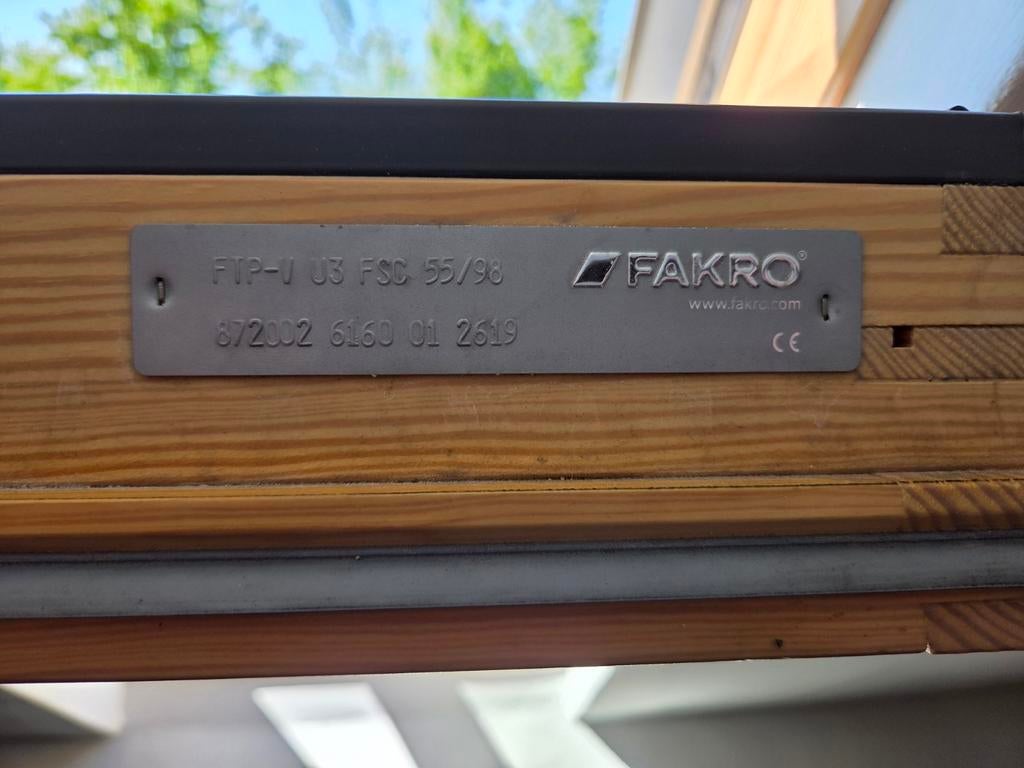 FTP-V U3 FSC 55/98
FAKRO®
www.fakro.com
872002 6160 01 2619
CE